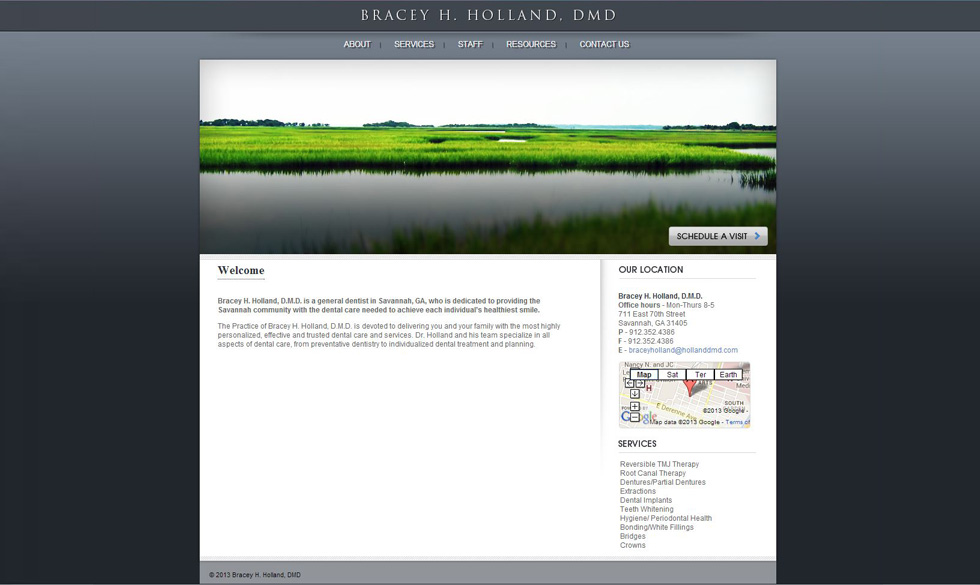 BRACEY H. HOLLAND, DMD
ABOUT | SERVICES | STAFF | RESOURCES | CONTACT US
SCHEDULE A VISIT
Welcome
Bracey H. Holland, D.M.D. is a general dentist in Savannah, GA, who is dedicated to providing the
Savannah community with the dental care needed to achieve each individual's healthiest smile.
The Practice of Bracey H. Holland, D.M.D. is devoted to delivering you and your family with the most highly
personalized, effective and trusted dental care and services. Dr. Holland and his team specialize in all
aspects of dental care, from preventative dentistry to individualized dental treatment and planning.
OUR LOCATION
Bracey H. Holland, D.M.D.
Office hours - Mon-Thurs 8-5
711 East 70th Street
Savannah, GA 31405
P - 912.352.4386
F - 912.352.4386
E - braceyholland@hollanddmd.com
Nancy N. and JC
Map Sat Ter Earth
H
SOUTH
©2013 Google -
E Derenne Ave
Google
Map data ©2013 Google - Terms of
SERVICES
Reversible TMJ Therapy
Root Canal Therapy
Dentures/Partial Dentures
Extractions
Dental Implants
Teeth Whitening
Hygiene/ Periodontal Health
Bonding/White Fillings
Bridges
Crowns
© 2013 Bracey H. Holland, DMD